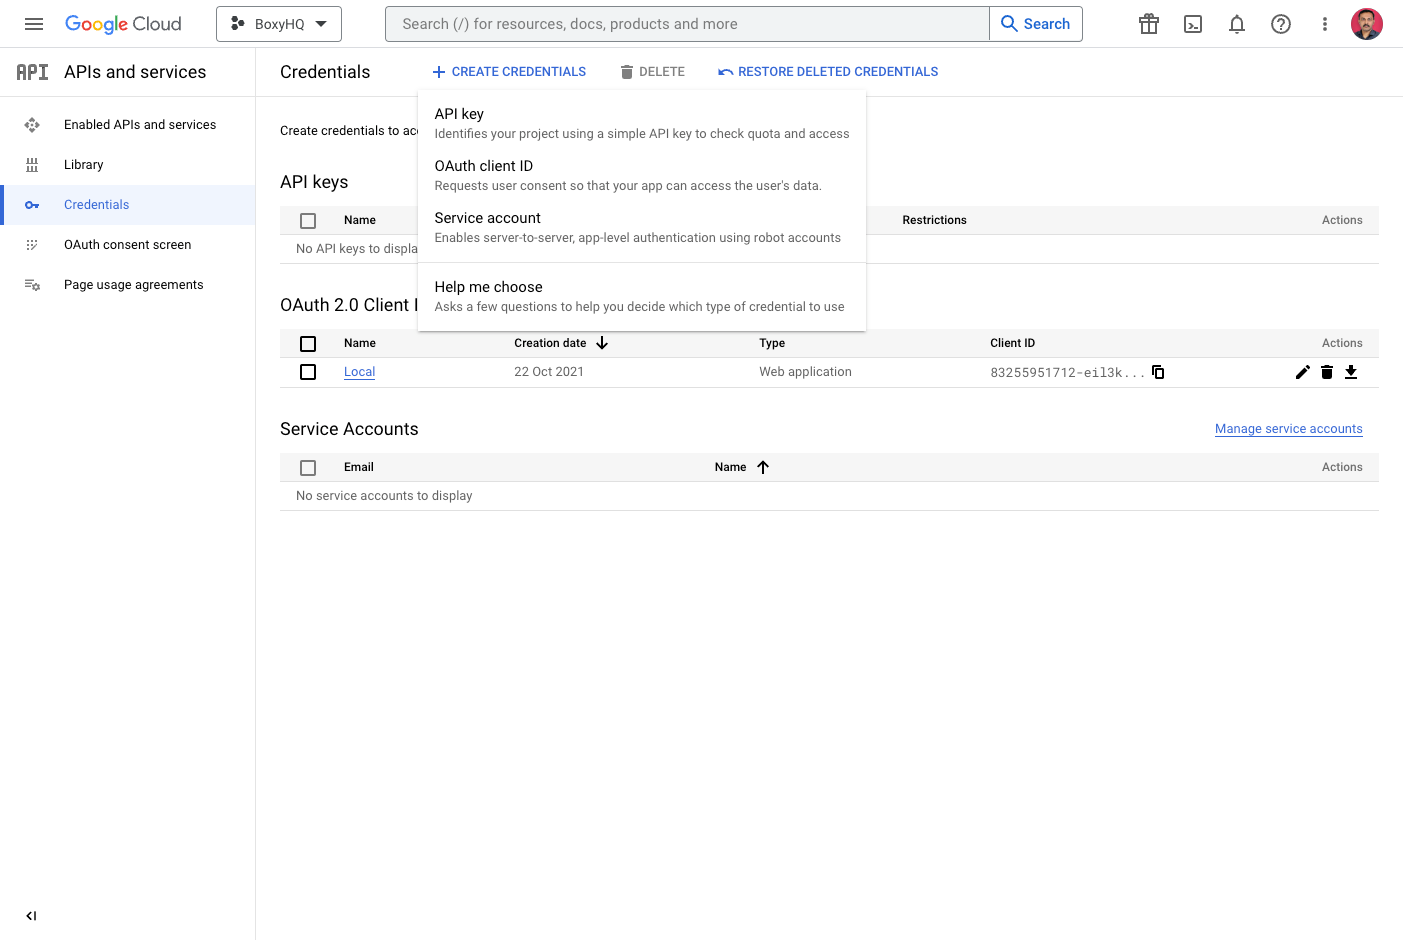 Google Cloud
BoxyHQ
Search (/) for resources, docs, products and more
Search
API
APIs and services
Credentials
CREATE CREDENTIALS
DELETE
RESTORE DELETED CREDENTIALS
Enabled APIs and services
Library
Credentials
OAuth consent screen
Page usage agreements
Create credentials to ac
API key
Identifies your project using a simple API key to check quota and access
OAuth client ID
Requests user consent so that your app can access the user's data.
Service account
Enables server-to-server, app-level authentication using robot accounts
Help me choose
Asks a few questions to help you decide which type of credential to use
API keys
Name Restrictions Actions
No API keys to displa
OAuth 2.0 Client I
Name Creation date Type Client ID Actions
Local 22 Oct 2021 Web application 83255951712-eil3k...
Service Accounts
Manage service accounts
Email Name Actions
No service accounts to display